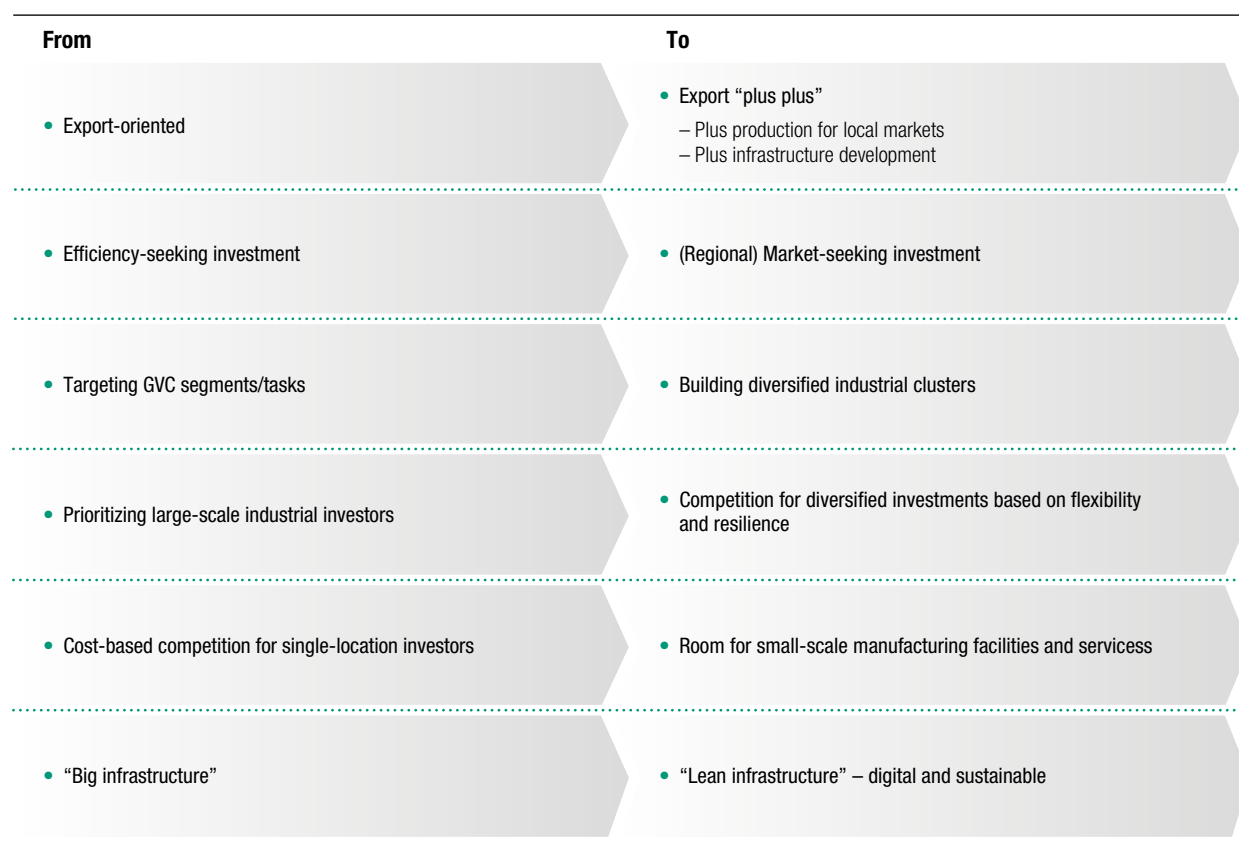 From
To
• Export-oriented
• Export “plus plus”
– Plus production for local markets
– Plus infrastructure development
• Efficiency-seeking investment
• (Regional) Market-seeking investment
• Targeting GVC segments/tasks
• Building diversified industrial clusters
• Prioritizing large-scale industrial investors
• Competition for diversified investments based on flexibility
and resilience
• Cost-based competition for single-location investors
• Room for small-scale manufacturing facilities and servicess
• “Big infrastructure”
• “Lean infrastructure” – digital and sustainable